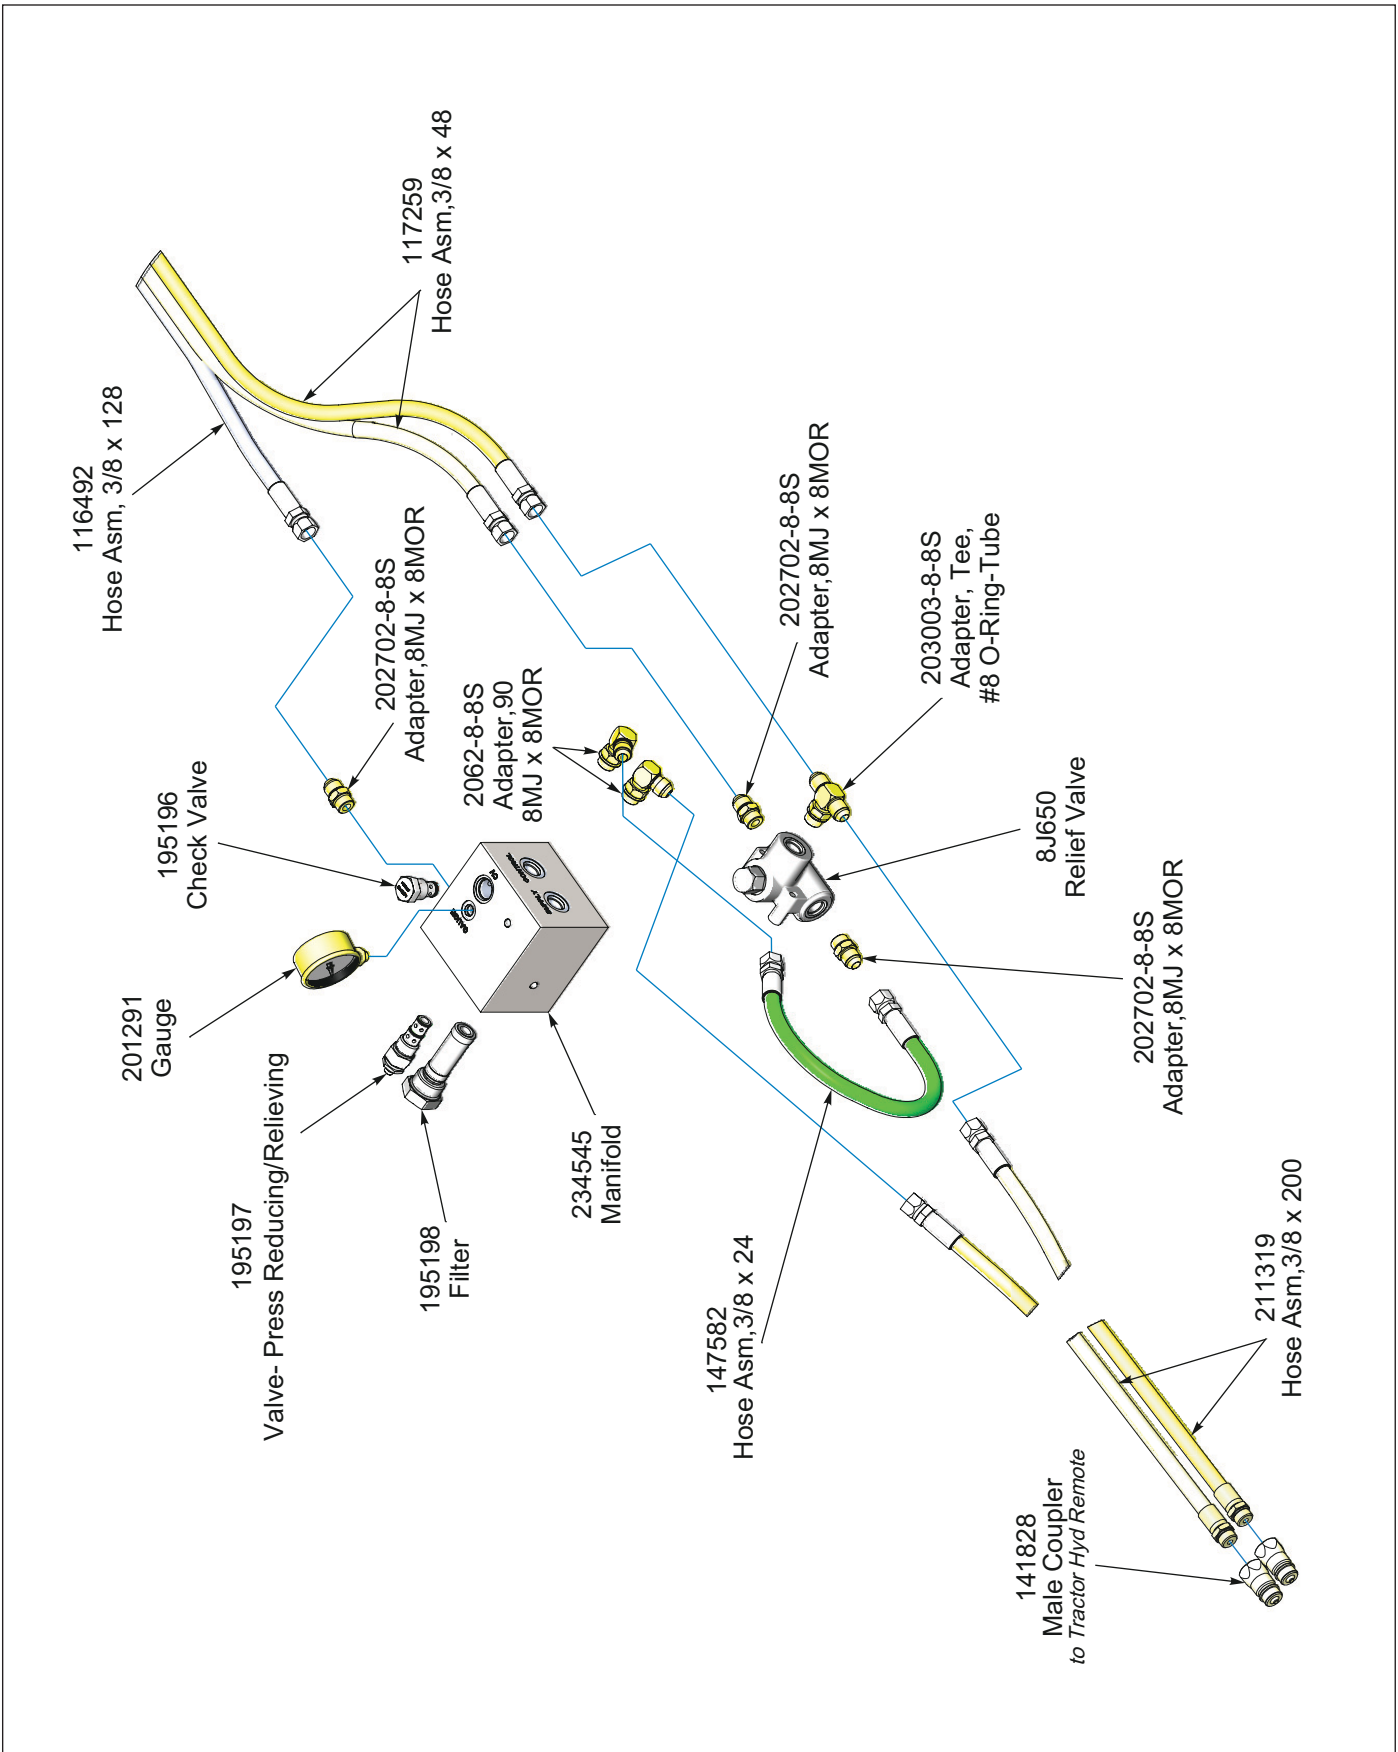 116492
Hose Asm, 3/8 x 128
117259
Hose Asm,3/8 x 48
202702-8-8S
Adapter,8MJ x 8MOR
195196
Check Valve
2062-8-8S
Adapter,90
8MJ x 8MOR
202702-8-8S
Adapter,8MJ x 8MOR
203003-8-8S
Adapter, Tee,
#8 O-Ring-Tube
201291
Gauge
8J650
Relief Valve
202702-8-8S
Adapter,8MJ x 8MOR
195197
Valve- Press Reducing/Relieving
195198
Filter
234545
Manifold
GAUGE
CV
CONTROL
SUPPLY
147582
Hose Asm,3/8 x 24
211319
Hose Asm,3/8 x 200
141828
Male Coupler
to Tractor Hyd Remote